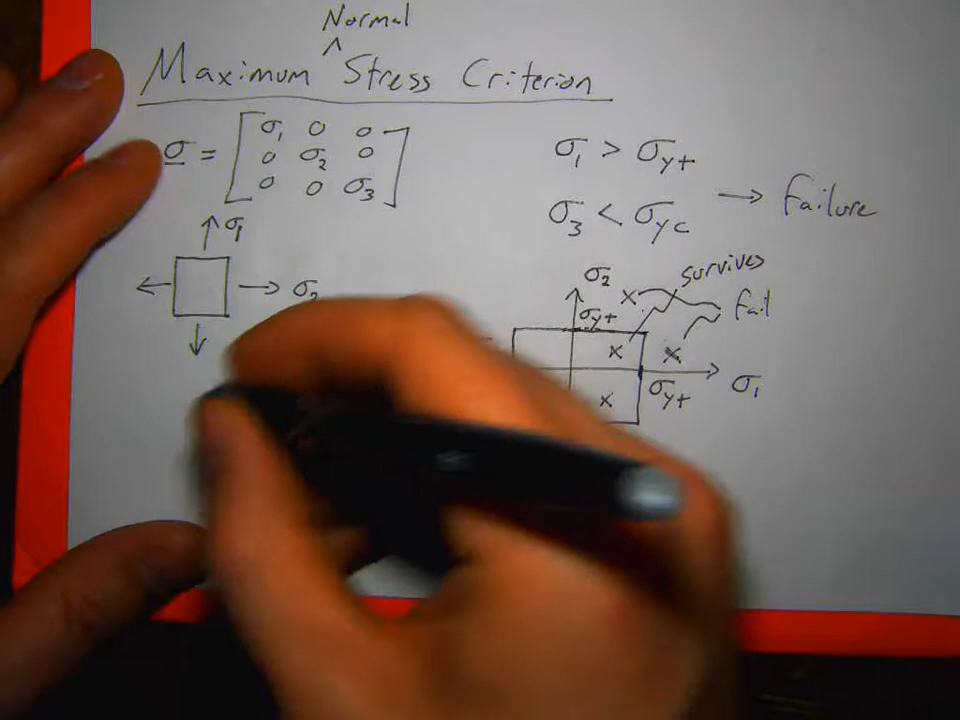 Normal
^
Maximum Stress Criterion
σ = [σ₁ 0 0
0 σ₂ 0
0 0 σ₃]
σ₁ > σyt
σ₃ < σyc
→ Failure
σ₁
σ₂
σ₂
survives
fail
σyt
σyt
σ₁